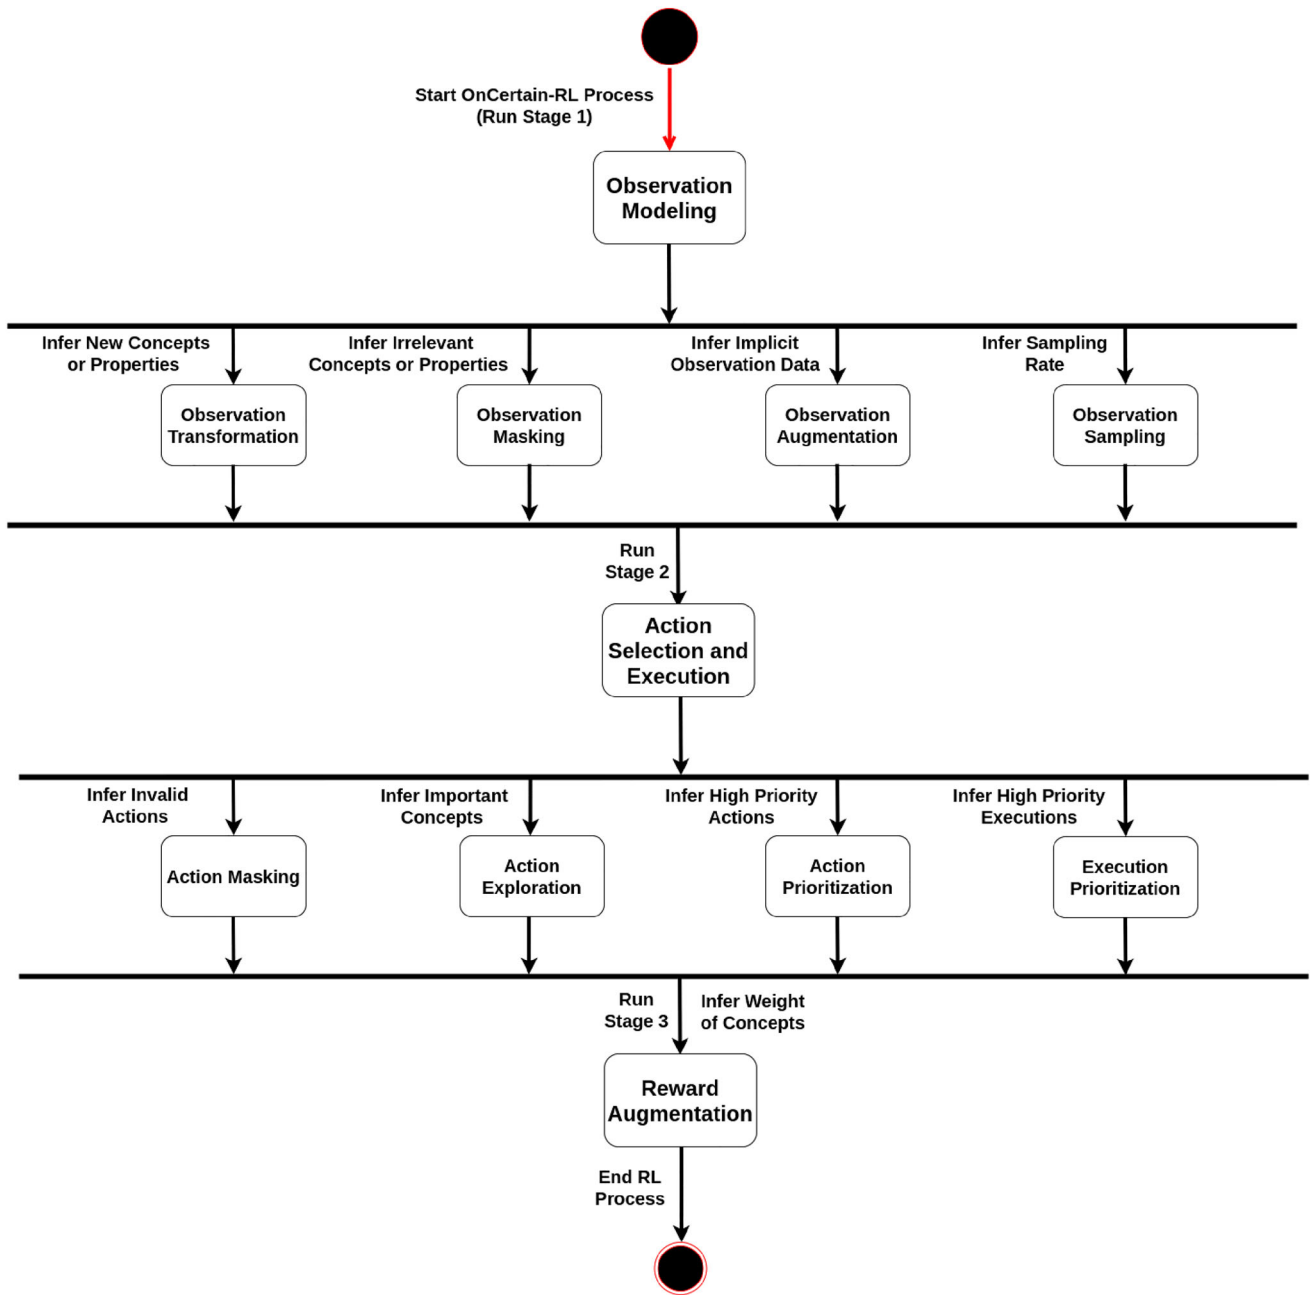 Start OnCertain-RL Process
(Run Stage 1)
Observation
Modeling
Infer New Concepts
or Properties
Infer Irrelevant
Concepts or Properties
Infer Implicit
Observation Data
Infer Sampling
Rate
Observation
Transformation
Observation
Masking
Observation
Augmentation
Observation
Sampling
Run
Stage 2
Action
Selection and
Execution
Infer Invalid
Actions
Infer Important
Concepts
Infer High Priority
Actions
Infer High Priority
Executions
Action Masking
Action
Exploration
Action
Prioritization
Execution
Prioritization
Run
Stage 3
Infer Weight
of Concepts
Reward
Augmentation
End RL
Process